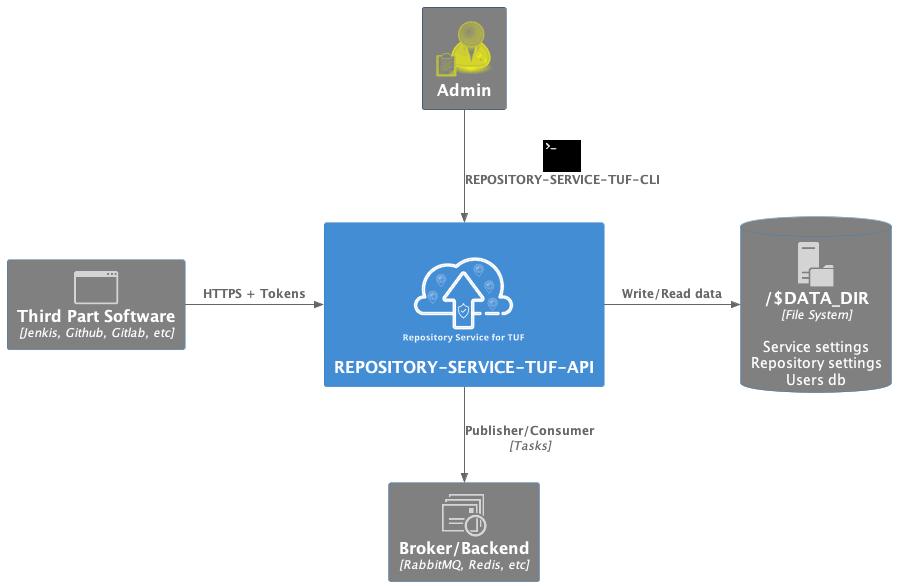 Admin
>_
REPOSITORY-SERVICE-TUF-CLI
Third Part Software
[Jenkis, Github, Gitlab, etc]
HTTPS + Tokens
Repository Service for TUF
REPOSITORY-SERVICE-TUF-API
Write/Read data
/$DATA_DIR
[File System]
Service settings
Repository settings
Users db
Publisher/Consumer
[Tasks]
Broker/Backend
[RabbitMQ, Redis, etc]